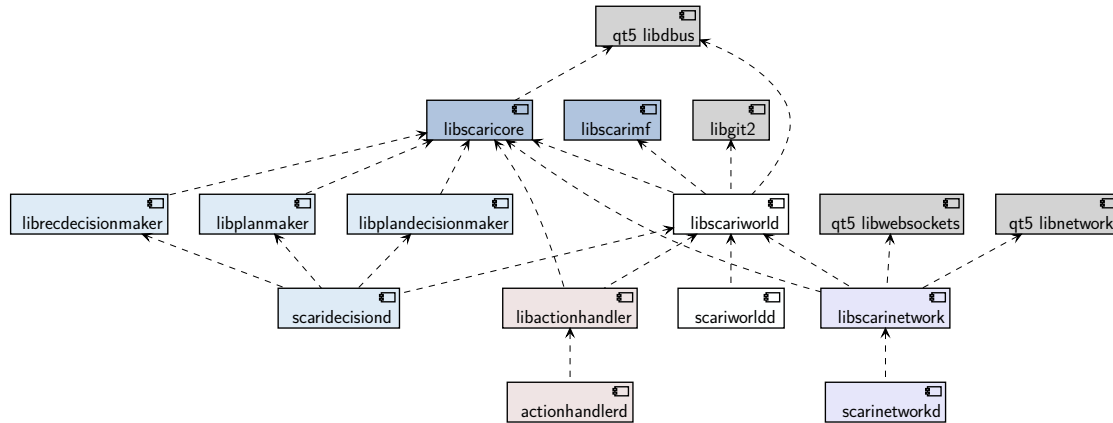 qt5 libdbus
libscaricore
libscarimf
libgit2
librecdecisionmaker
libplanmaker
libplandecisionmaker
libscariworld
qt5 libwebsockets
qt5 libnetwork
scaridecisiond
libactionhandler
scariworldd
libscarinetwork
actionhandlerd
scarinetworkd